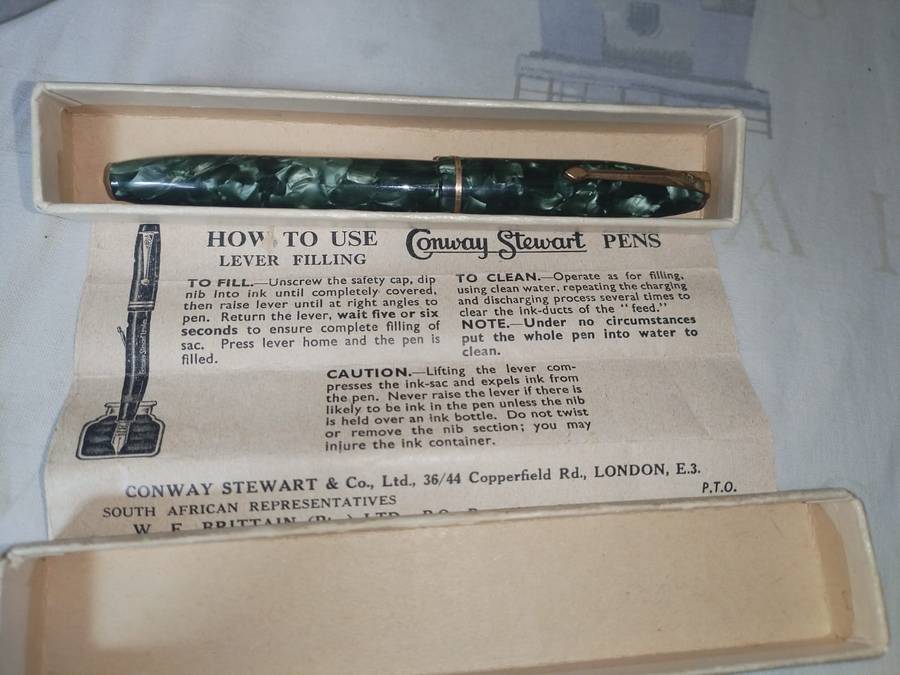 HOW TO USE Conway Stewart PENS
LEVER FILLING
TO FILL.—Unscrew the safety cap, dip
nib into ink until completely covered,
then raise lever until at right angles to
pen. Return the lever, wait five or six
seconds to ensure complete filling of
sac. Press lever home and the pen is
filled.
TO CLEAN.—Operate as for filling,
using clean water, repeating the charging
and discharging process several times to
clear the ink-ducts of the "feed."
NOTE.—Under no circumstances
put the whole pen into water to
clean.
CAUTION.—Lifting the lever com-
presses the ink-sac and expels ink from
the pen. Never raise the lever if there is
likely to be ink in the pen unless the nib
is held over an ink bottle. Do not twist
or remove the nib section; you may
injure the ink container.
CONWAY STEWART & Co., Ltd., 36/44 Copperfield Rd., LONDON, E.3.
P.T.O.
SOUTH AFRICAN REPRESENTATIVES
W. E. BRITTAIN LTD.